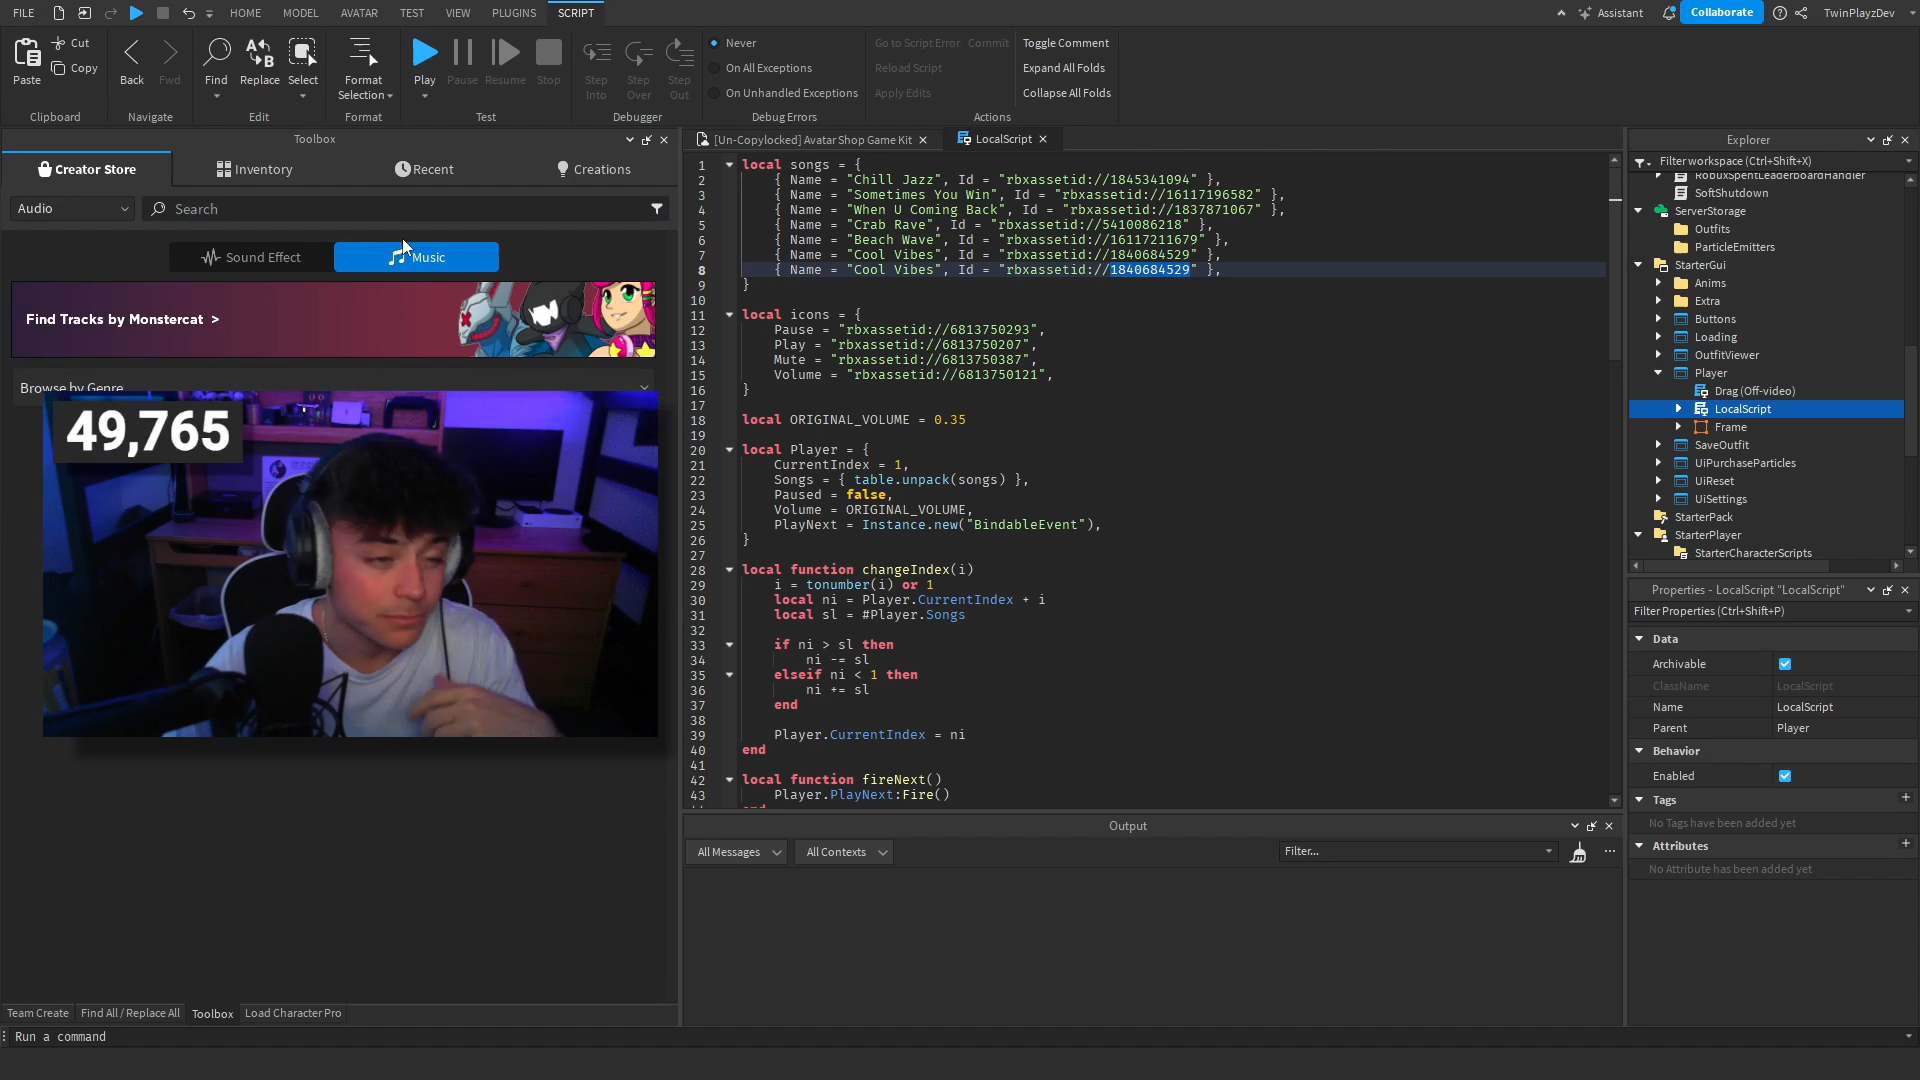 FILE HOME MODEL AVATAR TEST VIEW PLUGINS SCRIPT Assistant Collaborate TwinPlayzDev
Paste Cut Copy Back Fwd Find Replace Select Format Selection Play Pause Resume Stop Step Into Step Over Step Out
Never
On All Exceptions
On Unhandled Exceptions
Go to Script Error Commit
Reload Script
Apply Edits
Toggle Comment
Expand All Folds
Collapse All Folds
Clipboard Navigate Edit Format Test Debugger Debug Errors Actions
Toolbox
Creator Store Inventory Recent Creations
Audio Search
Sound Effect Music
Find Tracks by Monstercat >
Browse by Genre
49,765
Team Create Find All / Replace All Toolbox Load Character Pro
Run a command
[Un-Copylocked] Avatar Shop Game Kit LocalScript
1 local songs = {
2 { Name = "Chill Jazz", Id = "rbxassetid://1845341094" },
3 { Name = "Sometimes You Win", Id = "rbxassetid://16117196582" },
4 { Name = "When U Coming Back", Id = "rbxassetid://1837871067" },
5 { Name = "Crab Rave", Id = "rbxassetid://5410086218" },
6 { Name = "Beach Wave", Id = "rbxassetid://16117211679" },
7 { Name = "Cool Vibes", Id = "rbxassetid://1840684529" },
8 { Name = "Cool Vibes", Id = "rbxassetid://1840684529" },
9 }
10
11 local icons = {
12 Pause = "rbxassetid://6813750293",
13 Play = "rbxassetid://6813750207",
14 Mute = "rbxassetid://6813750387",
15 Volume = "rbxassetid://6813750121",
16 }
17
18 local ORIGINAL_VOLUME = 0.35
19
20 local Player = {
21 CurrentIndex = 1,
22 Songs = { table.unpack(songs) },
23 Paused = false,
24 Volume = ORIGINAL_VOLUME,
25 PlayNext = Instance.new("BindableEvent"),
26 }
27
28 local function changeIndex(i)
29 i = tonumber(i) or 1
30 local ni = Player.CurrentIndex + i
31 local sl = #Player.Songs
32
33 if ni > sl then
34 ni -= sl
35 elseif ni < 1 then
36 ni += sl
37 end
38
39 Player.CurrentIndex = ni
40 end
41
42 local function fireNext()
43 Player.PlayNext:Fire()
Output
All Messages All Contexts Filter...
Explorer
Filter workspace (Ctrl+Shift+X)
RobuxSpentLeaderboardHandler
SoftShutdown
ServerStorage
Outfits
ParticleEmitters
StarterGui
Anims
Extra
Buttons
Loading
OutfitViewer
Player
Drag (Off-video)
LocalScript
Frame
SaveOutfit
UiPurchaseParticles
UiReset
UiSettings
StarterPack
StarterPlayer
StarterCharacterScripts
Properties - LocalScript "LocalScript"
Filter Properties (Ctrl+Shift+P)
Data
Archivable
ClassName LocalScript
Name LocalScript
Parent Player
Behavior
Enabled
Tags
No Tags have been added yet
Attributes
No Attribute has been added yet